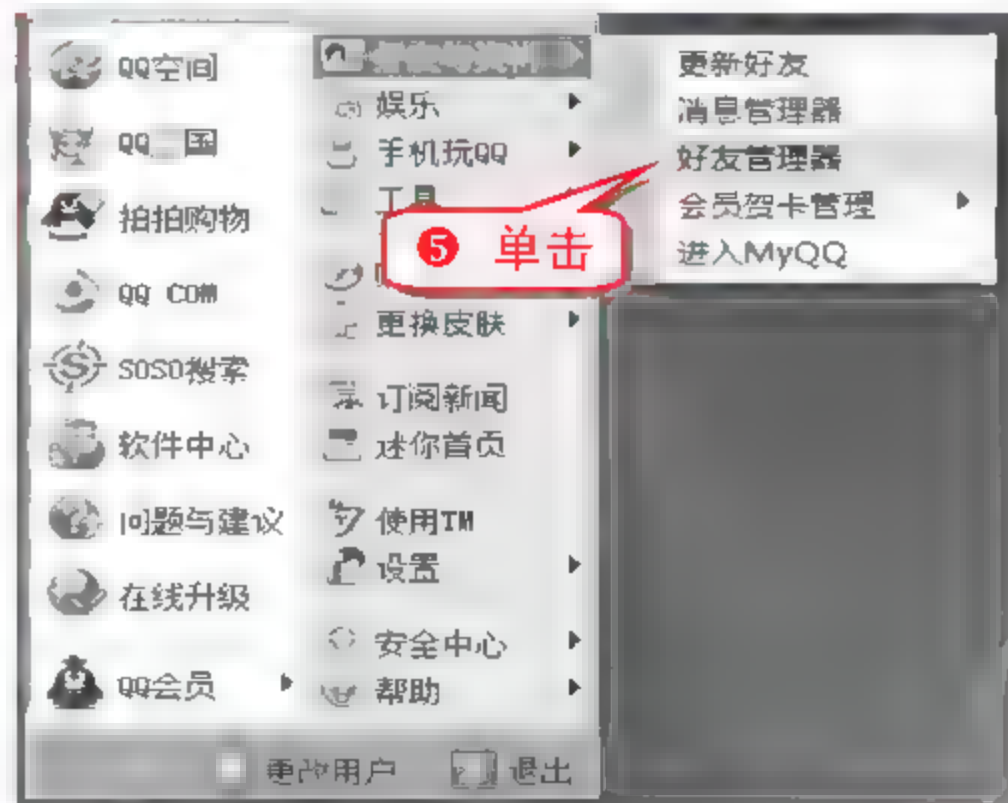 QQ空间
QQ 国
拍拍购物
QQ COM
SOSO搜索
软件中心
问题与建议
在线升级
QQ会员
娱乐
手机玩QQ
工具
更换皮肤
订阅新闻
迷你首页
使用TM
设置
安全中心
帮助
更改用户
退出
更新好友
消息管理器
好友管理器
会员贺卡管理
进入MyQQ
❺ 单击